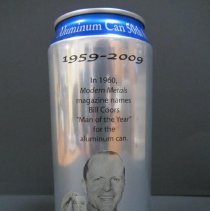 Aluminum Can 50th
1959-2009
In 1960,
Modern Metals
magazine names
Bill Coors
"Man of the Year"
for the
aluminum can.